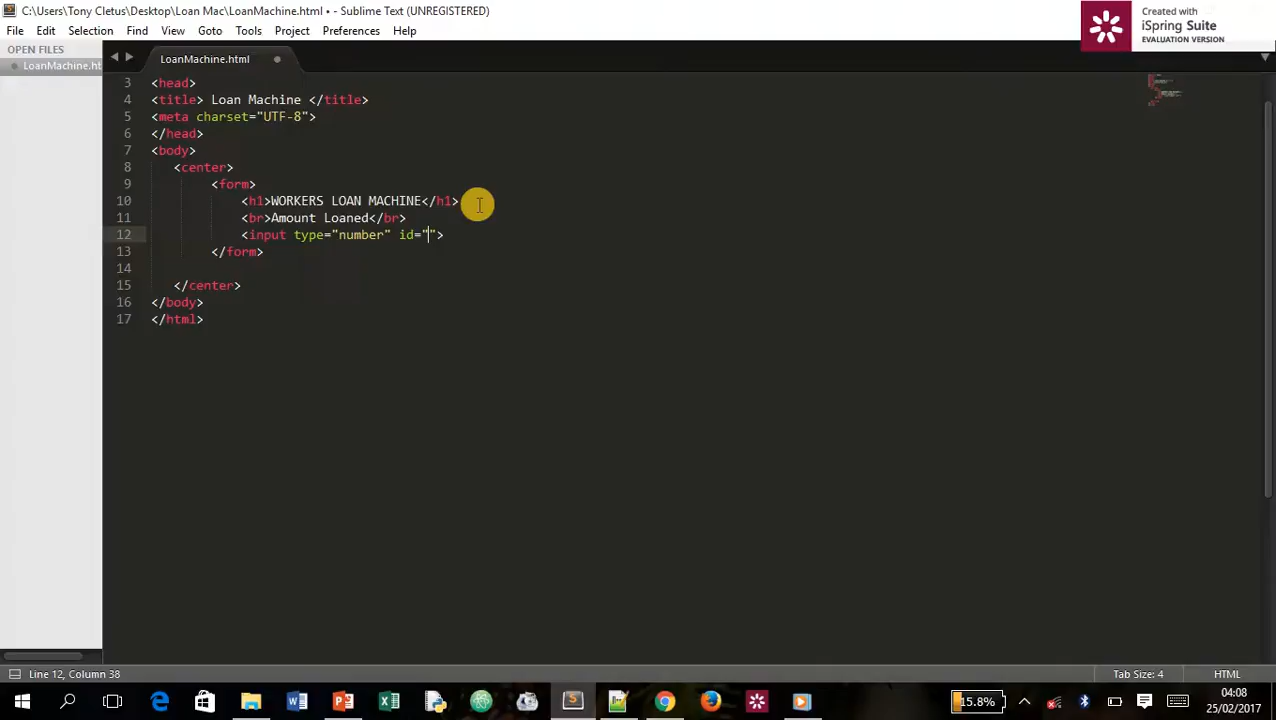 C:\Users\Tony Cletus\Desktop\Loan Mac\LoanMachine.html • - Sublime Text (UNREGISTERED)
Created with
iSpring Suite
EVALUATION VERSION
File Edit Selection Find View Goto Tools Project Preferences Help
OPEN FILES
LoanMachine.ht
LoanMachine.html
3 <head>
4 <title> Loan Machine </title>
5 <meta charset="UTF-8">
6 </head>
7 <body>
8 <center>
9 <form>
10 <h1>WORKERS LOAN MACHINE</h1>
11 <br>Amount Loaned</br>
12 <input type="number" id="">
13 </form>
14
15 </center>
16 </body>
17 </html>
Line 12, Column 38
Tab Size: 4
HTML
15.8%
04:08
25/02/2017